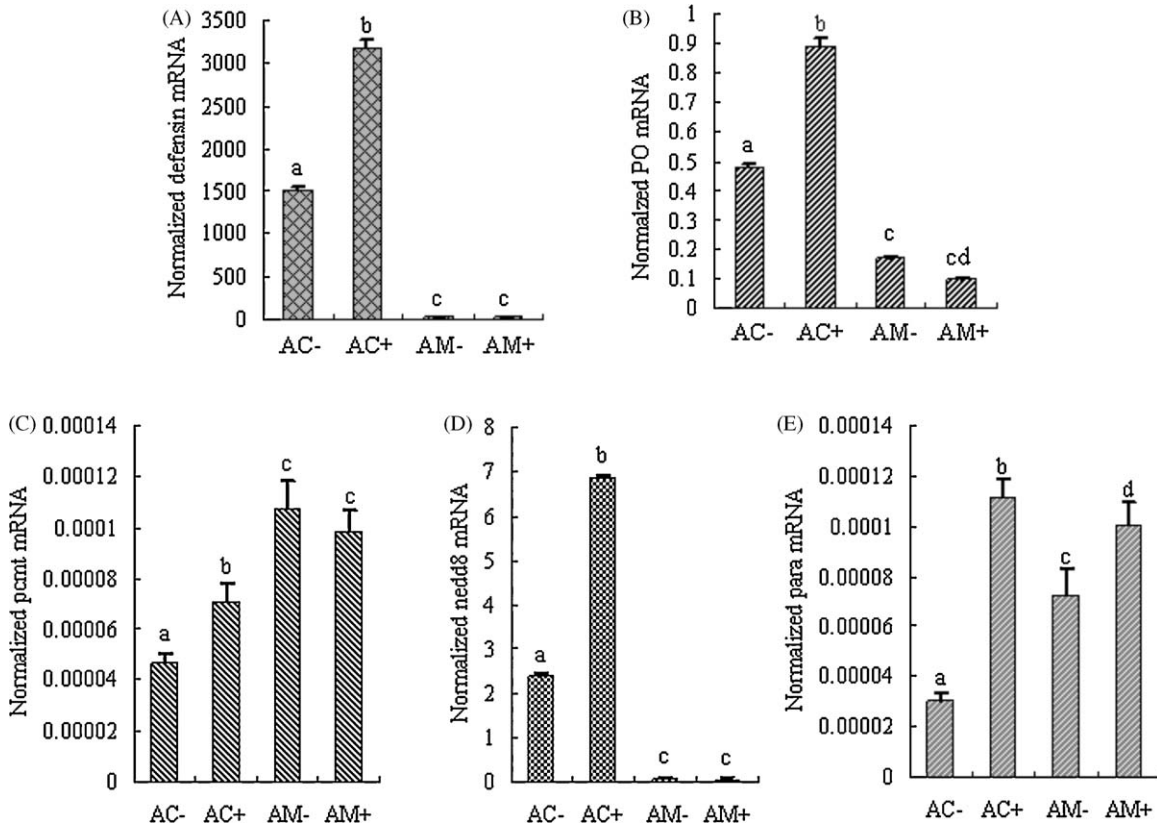 (A)
Normalized defensin mRNA
3500
3000
2500
2000
1500
1000
500
0
a
b
c
c
AC- AC+ AM- AM+
(B)
Normalzed PO mRNA
1
0.9
0.8
0.7
0.6
0.5
0.4
0.3
0.2
0.1
0
a
b
c
cd
AC- AC+ AM- AM+
(C)
Normalized pcmt mRNA
0.00014
0.00012
0.0001
0.00008
0.00006
0.00004
0.00002
0
a
b
c
c
AC- AC+ AM- AM+
(D)
Normalized nedd8 mRNA
8
7
6
5
4
3
2
1
0
a
b
c
c
AC- AC+ AM- AM+
(E)
Normalized para mRNA
0.00014
0.00012
0.0001
0.00008
0.00006
0.00004
0.00002
0
a
b
c
d
AC- AC+ AM- AM+